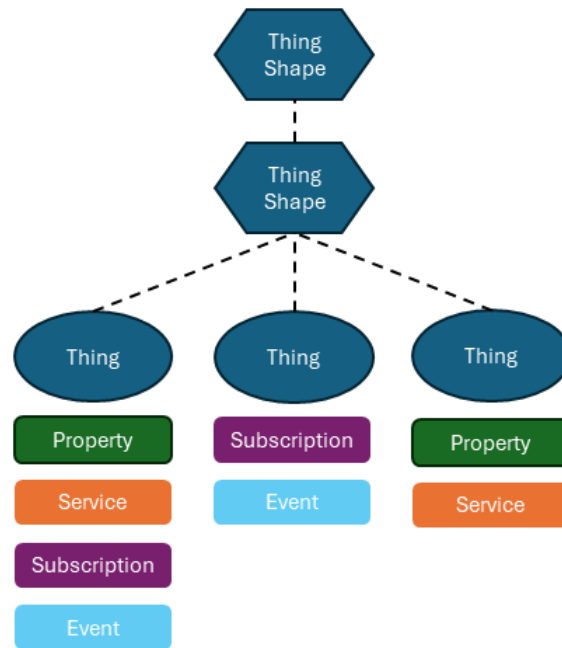 Thing
Shape
Thing
Shape
Thing
Thing
Thing
Property
Subscription
Property
Service
Event
Service
Subscription
Event